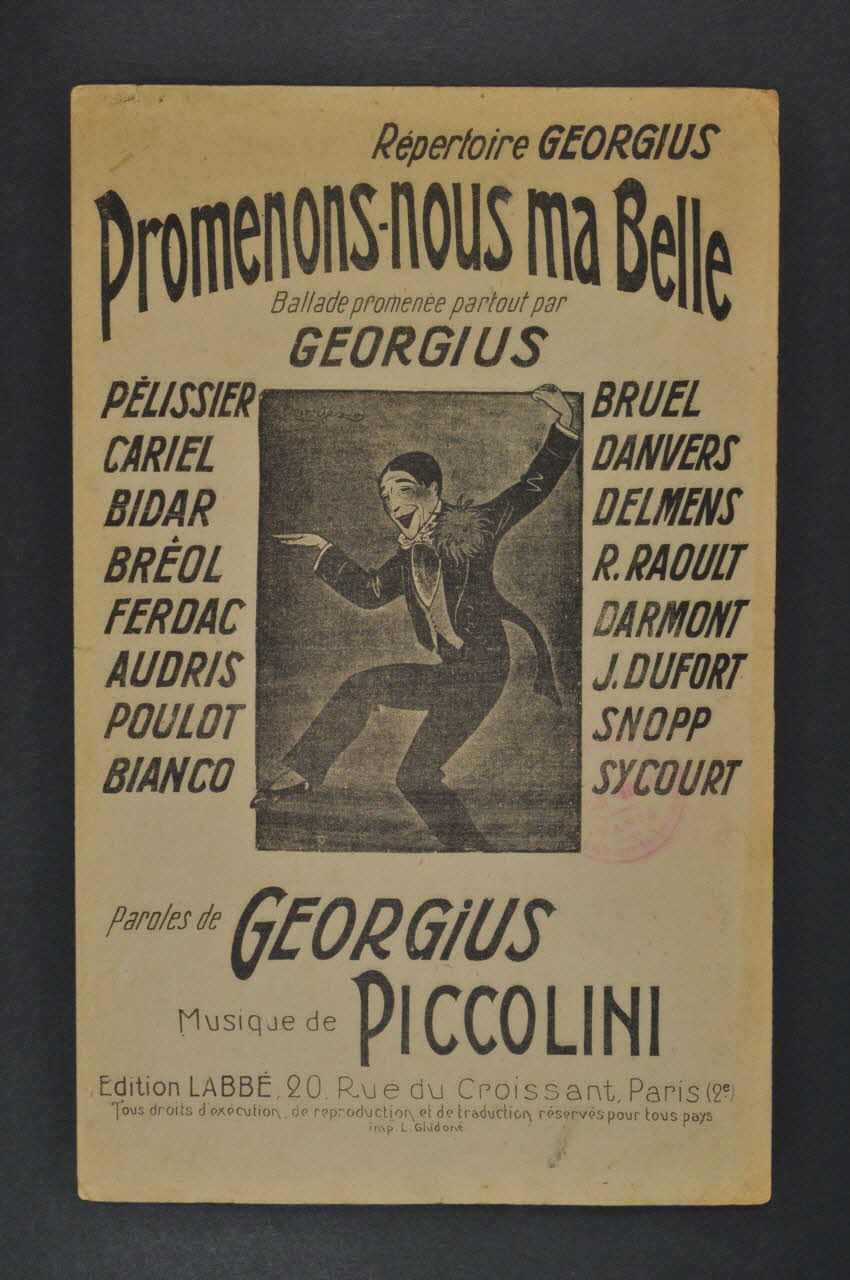 Répertoire GEORGIUS
Promenons-nous ma Belle
Ballade promenée partout par
GEORGIUS
PÉLISSIER
CARIEL
BIDAR
BRÉOL
FERDAC
AUDRIS
POULOT
BIANCO
BRUEL
DANVERS
DELMENS
R. RAOULT
DARMONT
J. DUFORT
SNOPP
SYCOURT
Paroles de GEORGiUS
Musique de PICCOLINI
Edition LABBÉ, 20, Rue du Croissant, Paris (2e)
Tous droits d'exécution, de reproduction et de traduction réservés pour tous pays
imp. L. Ghidone